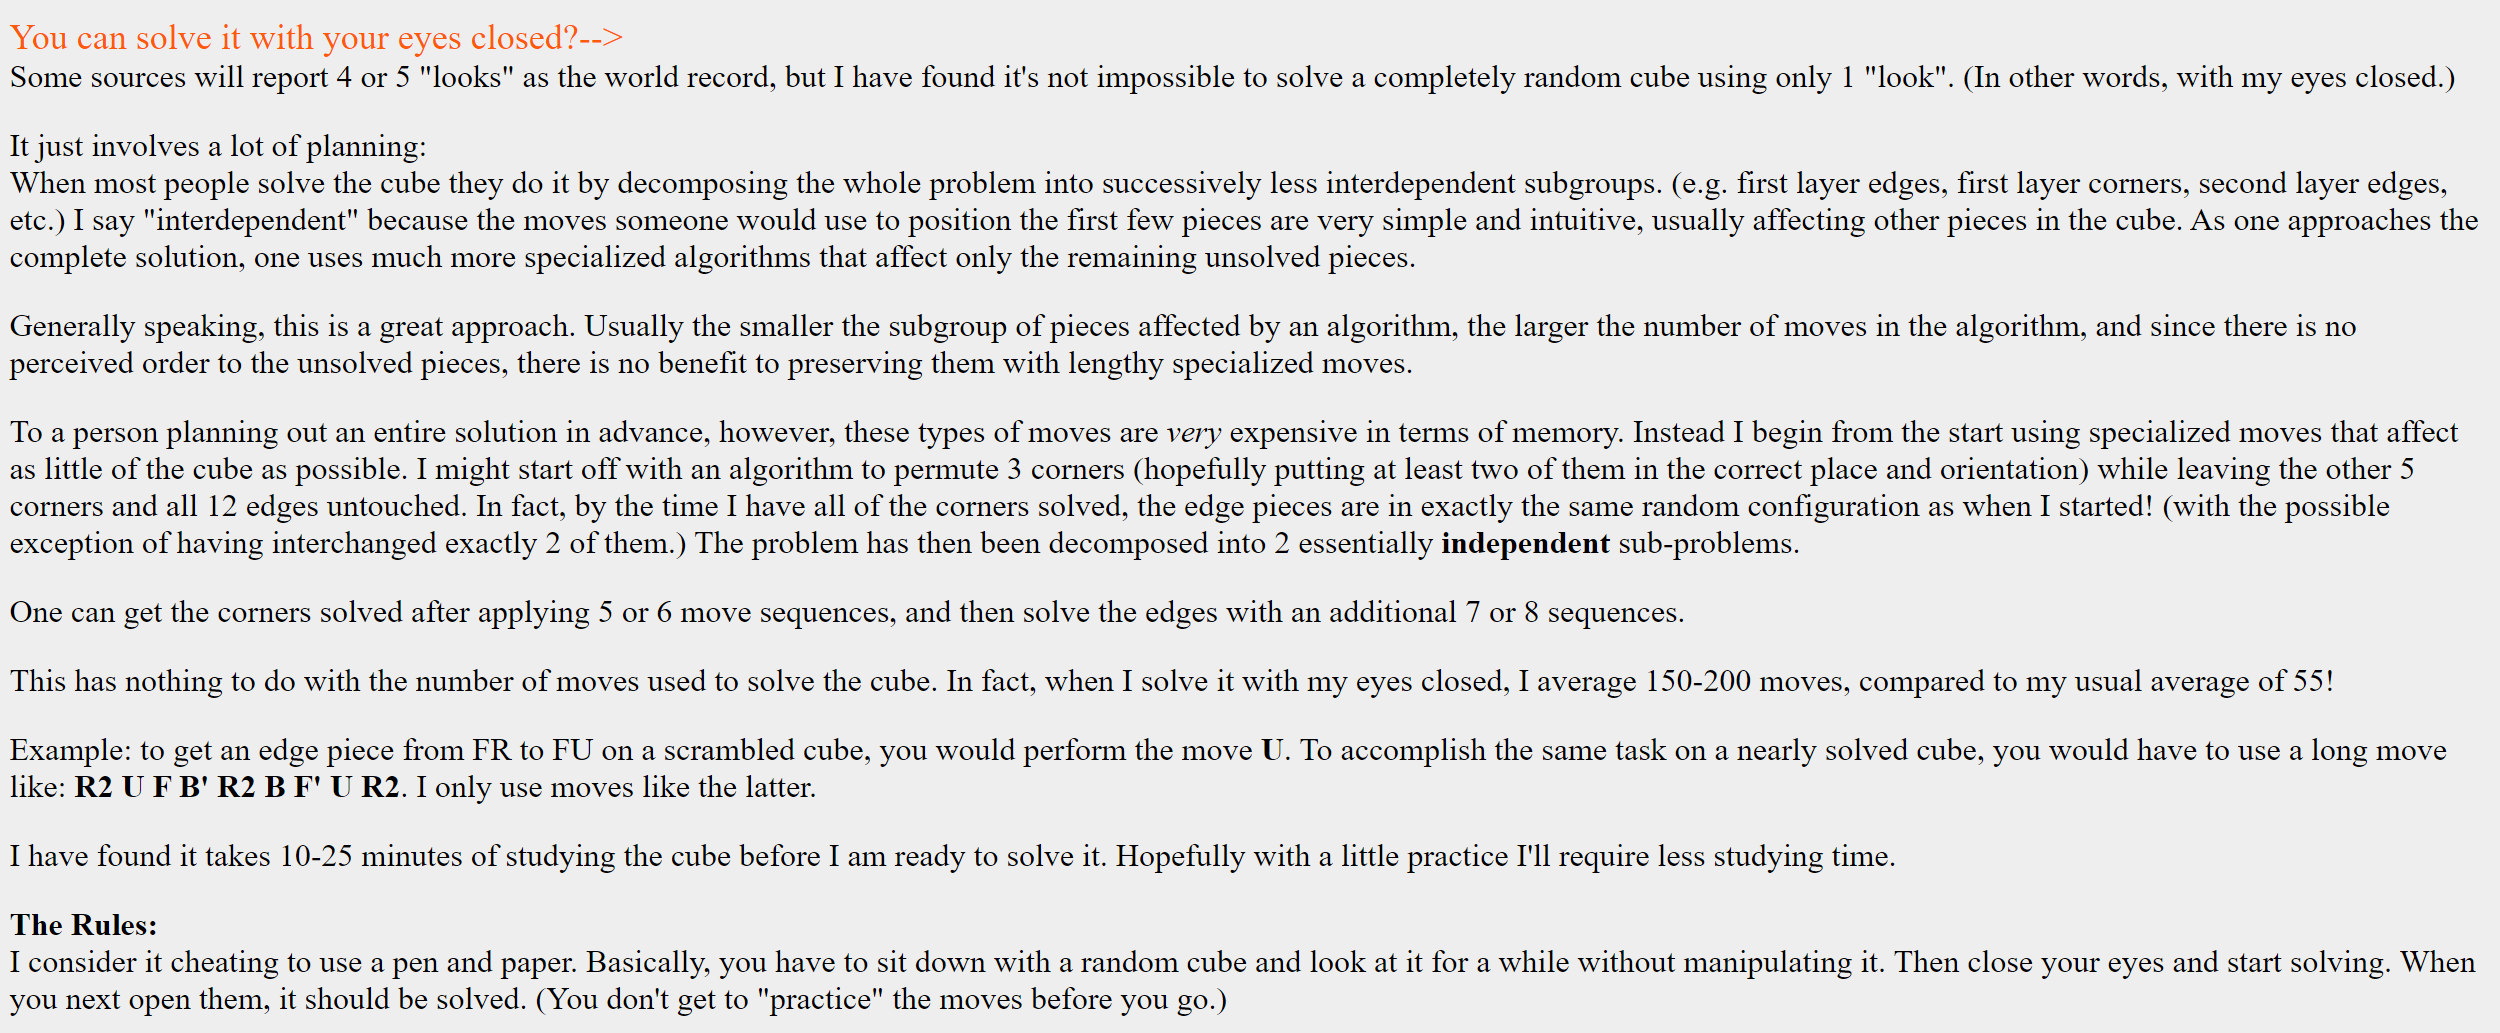 You can solve it with your eyes closed?-->
Some sources will report 4 or 5 "looks" as the world record, but I have found it's not impossible to solve a completely random cube using only 1 "look". (In other words, with my eyes closed.)
It just involves a lot of planning:
When most people solve the cube they do it by decomposing the whole problem into successively less interdependent subgroups. (e.g. first layer edges, first layer corners, second layer edges,
etc.) I say "interdependent" because the moves someone would use to position the first few pieces are very simple and intuitive, usually affecting other pieces in the cube. As one approaches the
complete solution, one uses much more specialized algorithms that affect only the remaining unsolved pieces.
Generally speaking, this is a great approach. Usually the smaller the subgroup of pieces affected by an algorithm, the larger the number of moves in the algorithm, and since there is no
perceived order to the unsolved pieces, there is no benefit to preserving them with lengthy specialized moves.
To a person planning out an entire solution in advance, however, these types of moves are very expensive in terms of memory. Instead I begin from the start using specialized moves that affect
as little of the cube as possible. I might start off with an algorithm to permute 3 corners (hopefully putting at least two of them in the correct place and orientation) while leaving the other 5
corners and all 12 edges untouched. In fact, by the time I have all of the corners solved, the edge pieces are in exactly the same random configuration as when I started! (with the possible
exception of having interchanged exactly 2 of them.) The problem has then been decomposed into 2 essentially independent sub-problems.
One can get the corners solved after applying 5 or 6 move sequences, and then solve the edges with an additional 7 or 8 sequences.
This has nothing to do with the number of moves used to solve the cube. In fact, when I solve it with my eyes closed, I average 150-200 moves, compared to my usual average of 55!
Example: to get an edge piece from FR to FU on a scrambled cube, you would perform the move U. To accomplish the same task on a nearly solved cube, you would have to use a long move
like: R2 U F B' R2 B F' U R2. I only use moves like the latter.
I have found it takes 10-25 minutes of studying the cube before I am ready to solve it. Hopefully with a little practice I'll require less studying time.
The Rules:
I consider it cheating to use a pen and paper. Basically, you have to sit down with a random cube and look at it for a while without manipulating it. Then close your eyes and start solving. When
you next open them, it should be solved. (You don't get to "practice" the moves before you go.)